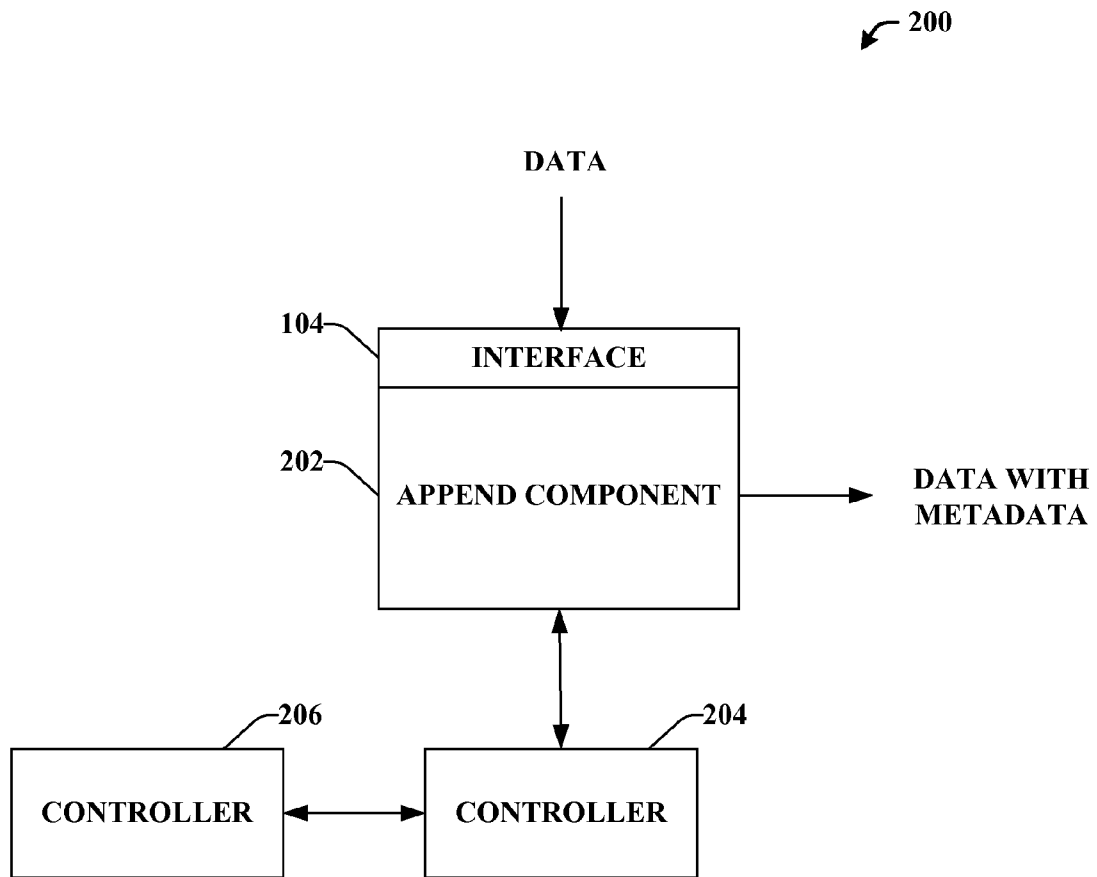 200
DATA
104
INTERFACE
202
APPEND COMPONENT
DATA WITH
METADATA
206
204
CONTROLLER
CONTROLLER